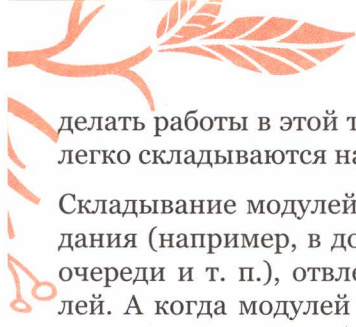 делать работы в этой т
легко складываются на
Складывание модулей
дания (например, в до
очереди и т. п.), отвле
лей. А когда модулей